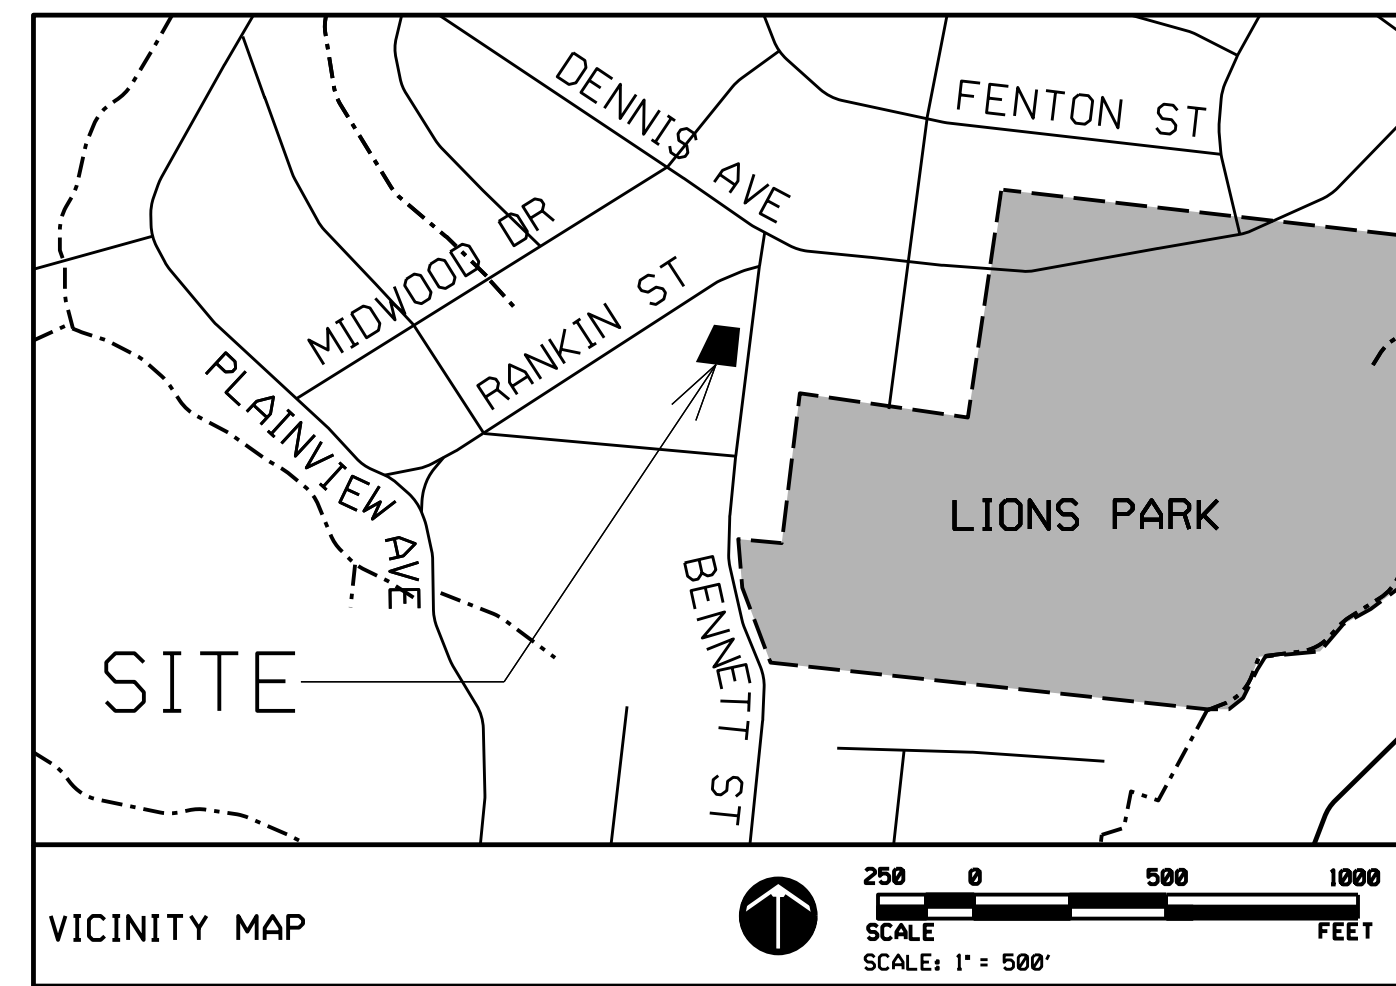 DENNIS AVE
FENTON ST
MIDWOOD DR
RANKIN ST
PLAINVIEW AVE
LIONS PARK
BENNETT ST
SITE
VICINITY MAP
250 0 500 1000
SCALE FEET
SCALE: 1" = 500'